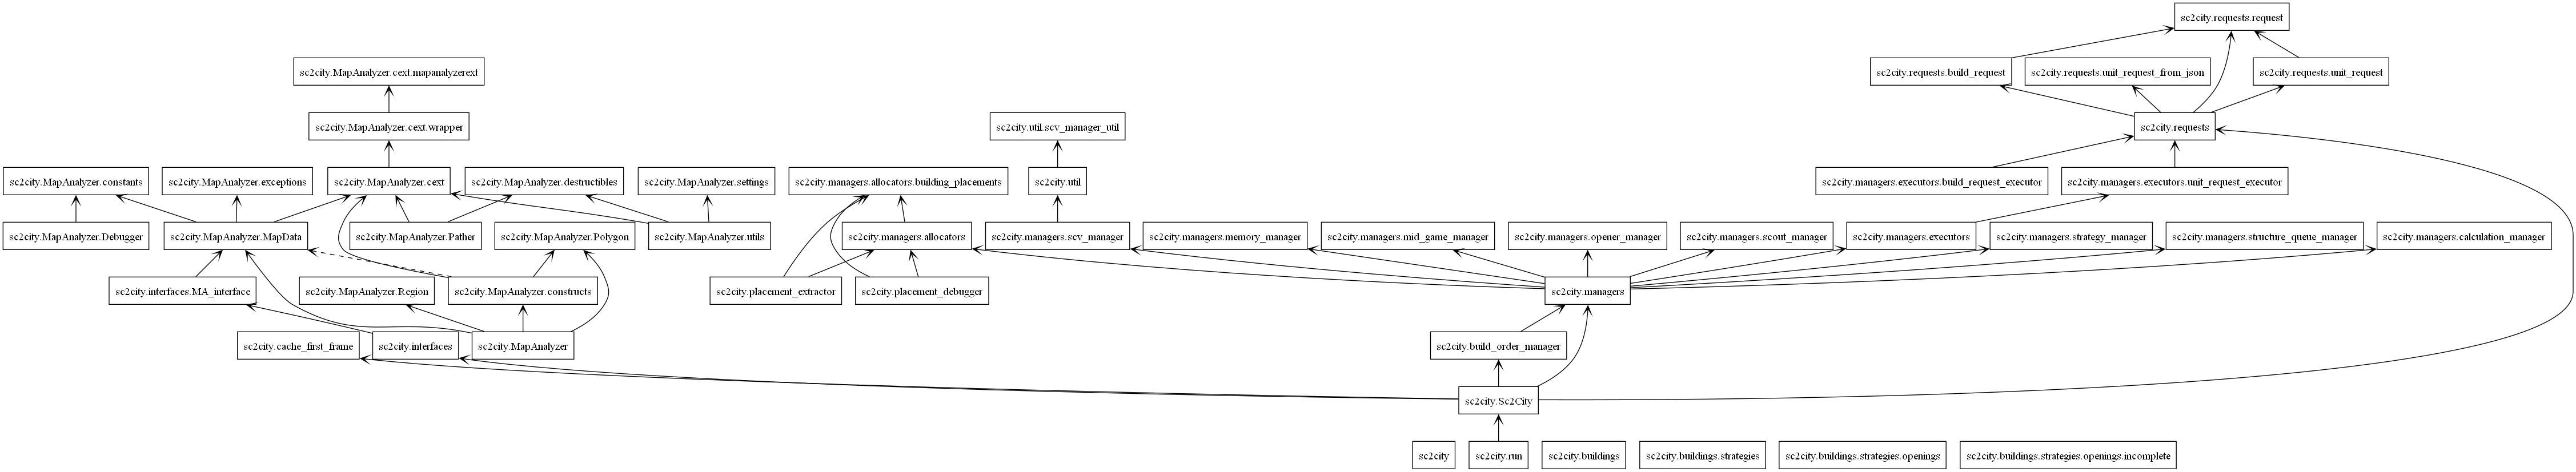 sc2city.requests.request
sc2city.MapAnalyzer.cext.mapanalyzerext
sc2city.requests.build_request
sc2city.requests.unit_request_from_json
sc2city.requests.unit_request
sc2city.MapAnalyzer.cext.wrapper
sc2city.util.scv_manager_util
sc2city.requests
sc2city.MapAnalyzer.constants
sc2city.MapAnalyzer.exceptions
sc2city.MapAnalyzer.cext
sc2city.MapAnalyzer.destructibles
sc2city.MapAnalyzer.settings
sc2city.managers.allocators.building_placements
sc2city.util
sc2city.managers.executors.build_request_executor
sc2city.managers.executors.unit_request_executor
sc2city.MapAnalyzer.Debugger
sc2city.MapAnalyzer.MapData
sc2city.MapAnalyzer.Pather
sc2city.MapAnalyzer.Polygon
sc2city.MapAnalyzer.utils
sc2city.managers.allocators
sc2city.managers.scv_manager
sc2city.managers.memory_manager
sc2city.managers.mid_game_manager
sc2city.managers.opener_manager
sc2city.managers.scout_manager
sc2city.managers.executors
sc2city.managers.strategy_manager
sc2city.managers.structure_queue_manager
sc2city.managers.calculation_manager
sc2city.interfaces.MA_interface
sc2city.MapAnalyzer.Region
sc2city.MapAnalyzer.constructs
sc2city.placement_extractor
sc2city.placement_debugger
sc2city.managers
sc2city.cache_first_frame
sc2city.interfaces
sc2city.MapAnalyzer
sc2city.build_order_manager
sc2city.Sc2City
sc2city
sc2city.run
sc2city.buildings
sc2city.buildings.strategies
sc2city.buildings.strategies.openings
sc2city.buildings.strategies.openings.incomplete